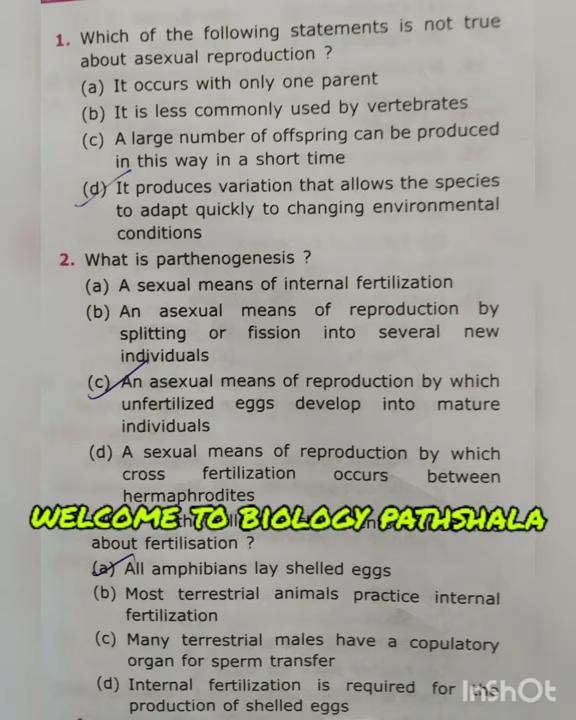 1. Which of the following statements is not true
about asexual reproduction ?
(a) It occurs with only one parent
(b) It is less commonly used by vertebrates
(c) A large number of offspring can be produced
in this way in a short time
(d) It produces variation that allows the species
to adapt quickly to changing environmental
conditions
2. What is parthenogenesis ?
(a) A sexual means of internal fertilization
(b) An asexual means of reproduction by
splitting or fission into several new
individuals
(c) An asexual means of reproduction by which
unfertilized eggs develop into mature
individuals
(d) A sexual means of reproduction by which
cross fertilization occurs between
hermaphrodites
WELCOME TO BIOLOGY PATHSHALA
about fertilisation ?
(a) All amphibians lay shelled eggs
(b) Most terrestrial animals practice internal
fertilization
(c) Many terrestrial males have a copulatory
organ for sperm transfer
(d) Internal fertilization is required for
production of shelled eggs
InShOt